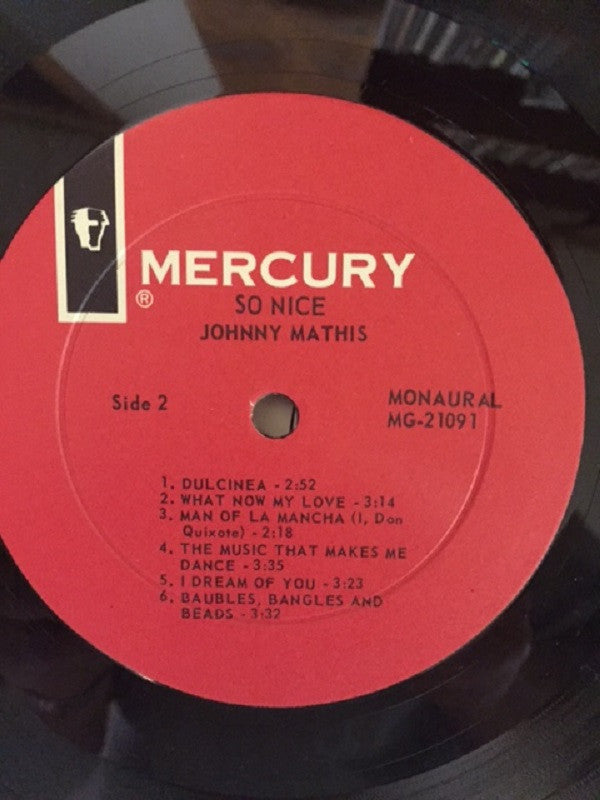 MERCURY
®
SO NICE
JOHNNY MATHIS
Side 2
MONAURAL
MG-21091
1. DULCINEA - 2:52
2. WHAT NOW MY LOVE - 3:14
3. MAN OF LA MANCHA (I, Don
Quixote) - 2:18
4. THE MUSIC THAT MAKES ME
DANCE - 3:35
5. I DREAM OF YOU - 3:23
6. BAUBLES, BANGLES AND
BEADS - 3:32